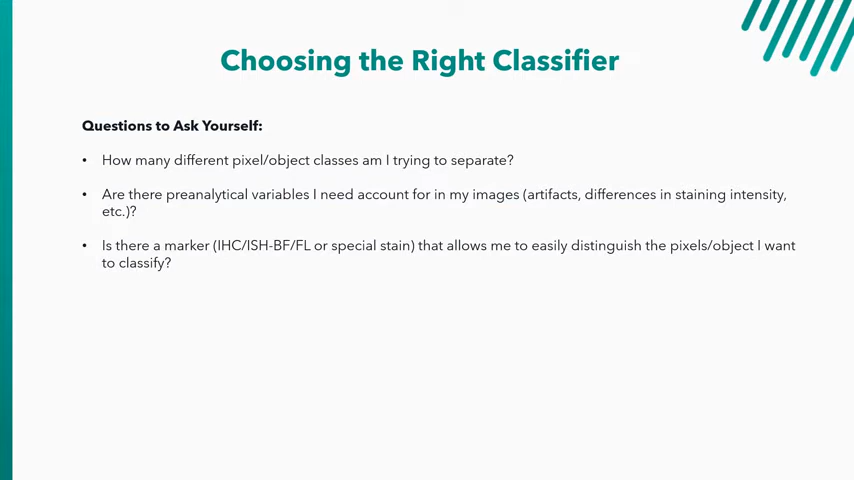 Choosing the Right Classifier
Questions to Ask Yourself:
• How many different pixel/object classes am I trying to separate?
• Are there preanalytical variables I need account for in my images (artifacts, differences in staining intensity,
etc.)?
• Is there a marker (IHC/ISH-BF/FL or special stain) that allows me to easily distinguish the pixels/object I want
to classify?